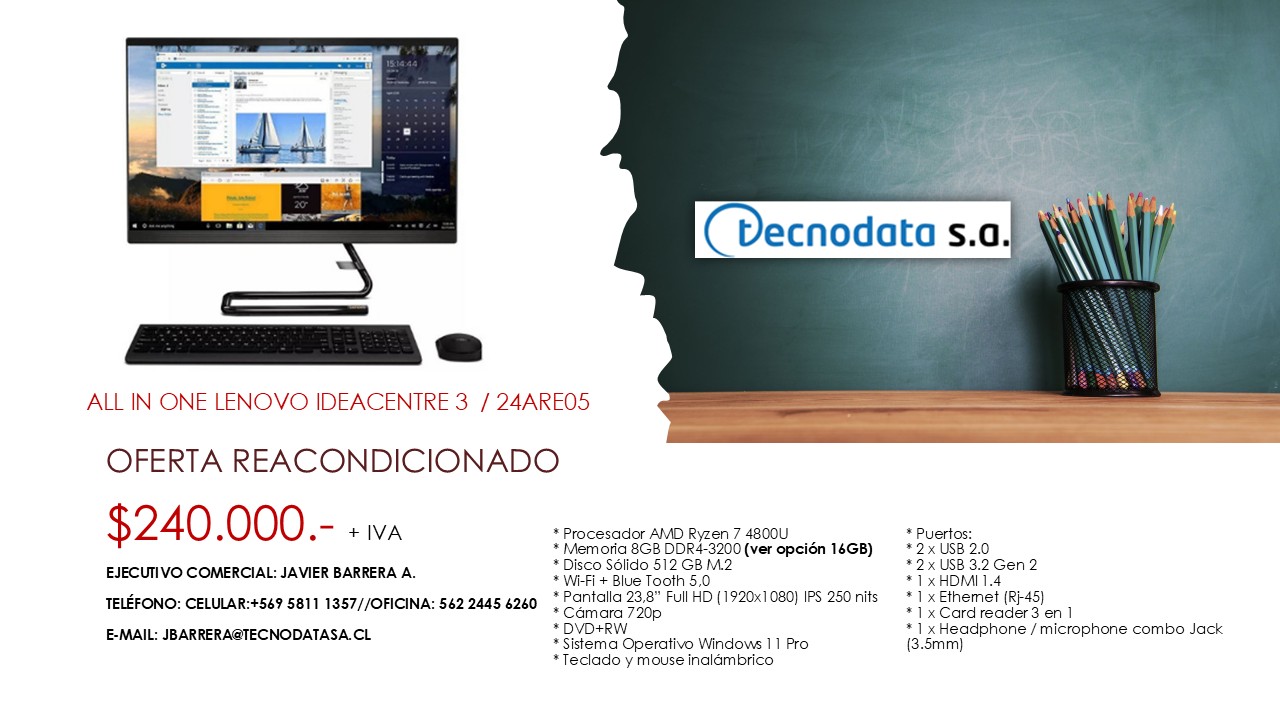 15:14:44
20°
tecnodata s.a.
ALL IN ONE LENOVO IDEACENTRE 3 / 24ARE05
OFERTA REACONDICIONADO
$240.000.- + IVA
EJECUTIVO COMERCIAL: JAVIER BARRERA A.
TELÉFONO: CELULAR:+569 5811 1357//OFICINA: 562 2445 6260
E-MAIL: JBARRERA@TECNODATASA.CL
* Procesador AMD Ryzen 7 4800U
* Memoria 8GB DDR4-3200 (ver opción 16GB)
* Disco Sólido 512 GB M.2
* Wi-Fi + Blue Tooth 5,0
* Pantalla 23,8” Full HD (1920x1080) IPS 250 nits
* Cámara 720p
* DVD+RW
* Sistema Operativo Windows 11 Pro
* Teclado y mouse inalámbrico
* Puertos:
* 2 x USB 2.0
* 2 x USB 3.2 Gen 2
* 1 x HDMI 1.4
* 1 x Ethernet (Rj-45)
* 1 x Card reader 3 en 1
* 1 x Headphone / microphone combo Jack
(3.5mm)